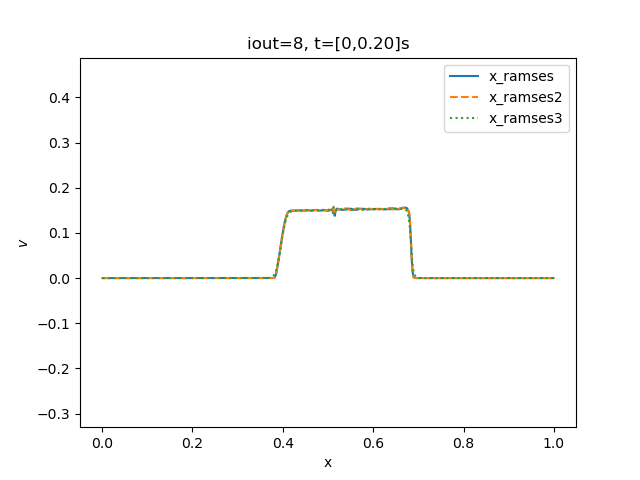 iout=8, t=[0,0.20]s
x_ramses
x_ramses2
x_ramses3
0.4
0.3
0.2
0.1
0.0
−0.1
−0.2
−0.3
v
0.0 0.2 0.4 0.6 0.8 1.0
x